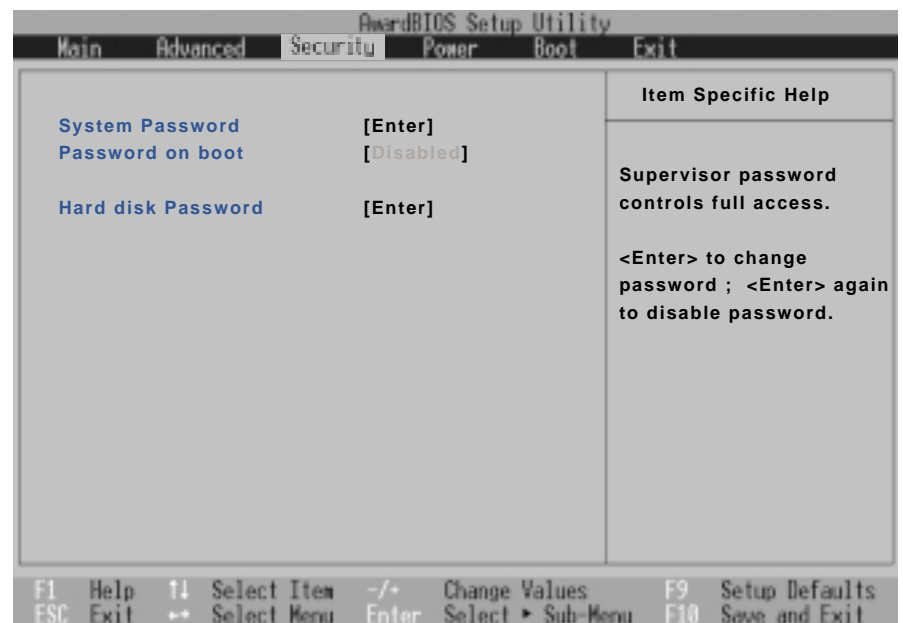 AwardBIOS Setup Utility
Main Advanced Security Power Boot Exit
Item Specific Help
System Password [Enter]
Password on boot [Disabled]
Hard disk Password [Enter]
Supervisor password
controls full access.
<Enter> to change
password ; <Enter> again
to disable password.
F1 Help ↑↓ Select Item -/+ Change Values F9 Setup Defaults
ESC Exit ←→ Select Menu Enter Select ► Sub-Menu F10 Save and Exit